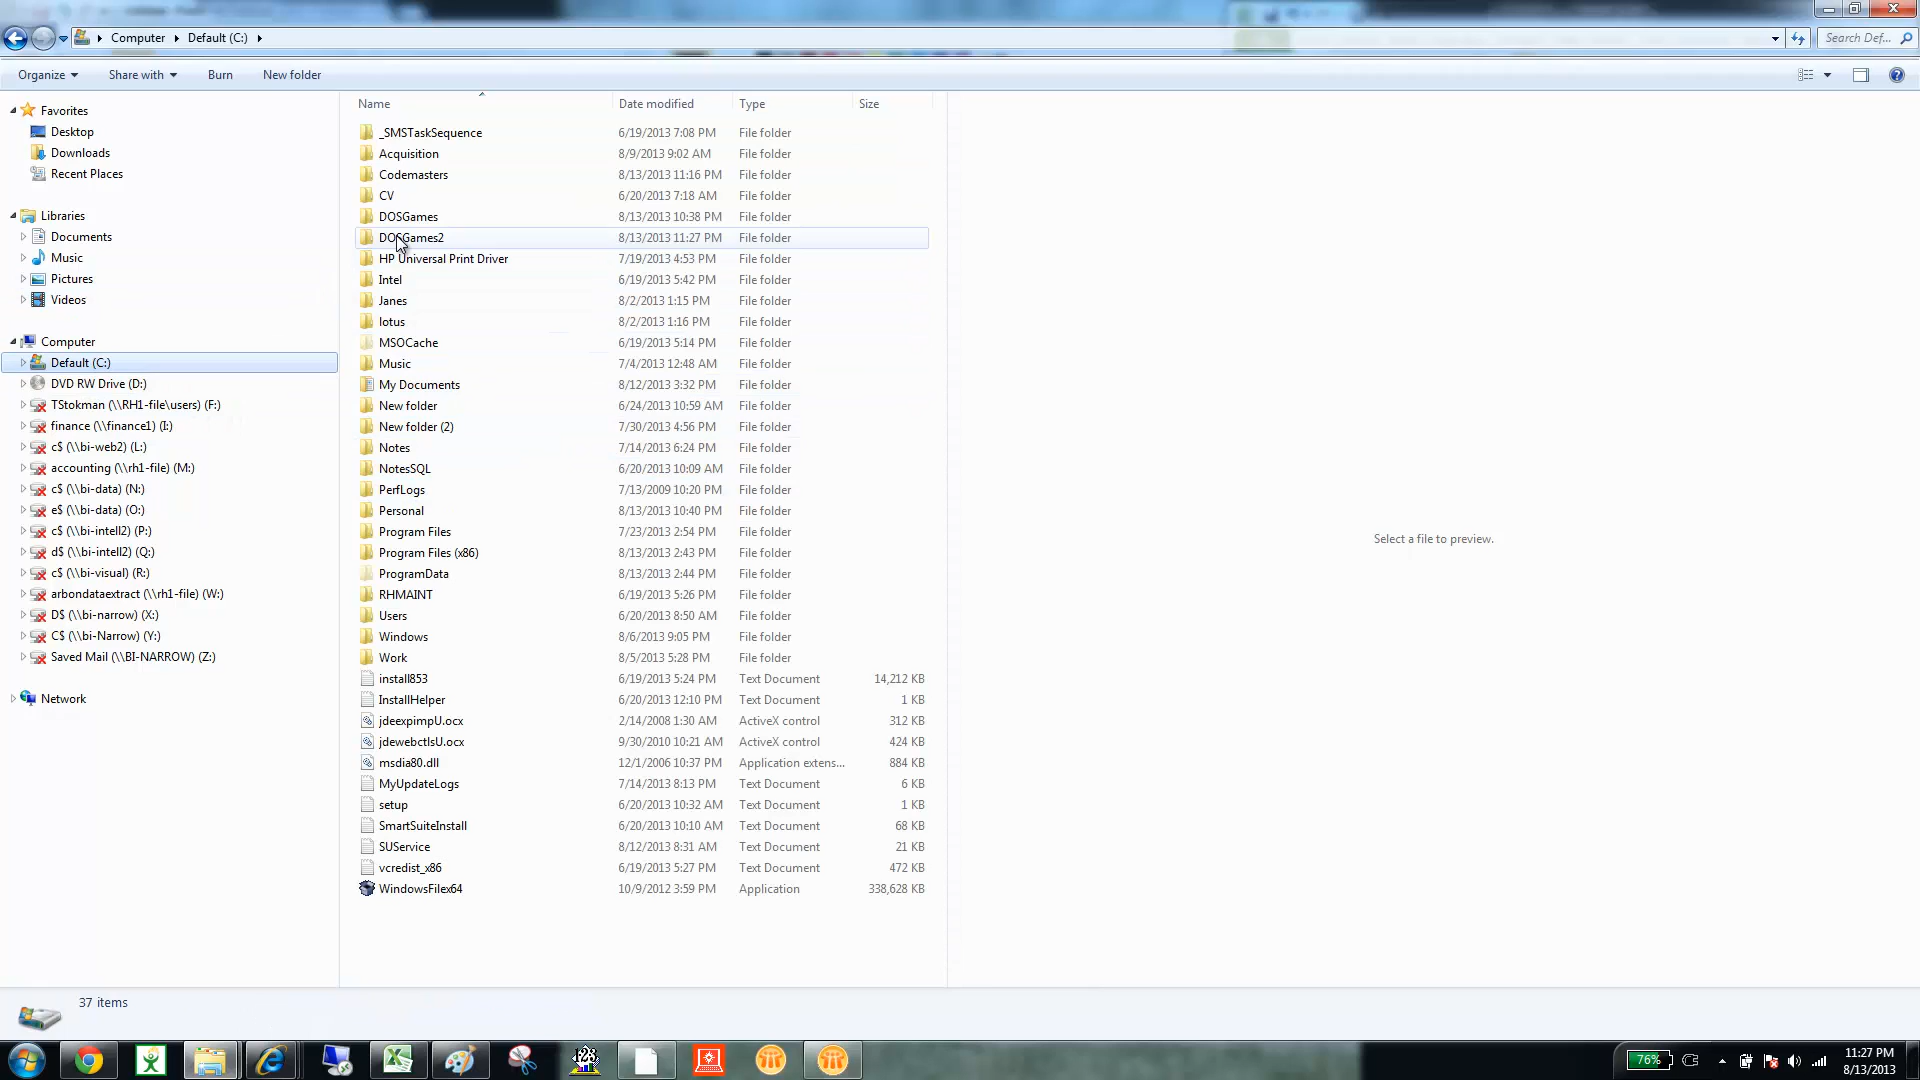 Computer Default (C:) Search Def...
Organize Share with Burn New folder
Name Date modified Type Size
Favorites
Desktop
Downloads
Recent Places
Libraries
Documents
Music
Pictures
Videos
Computer
Default (C:)
DVD RW Drive (D:)
TStokman (\\RH1-file\users) (F:)
finance (\\finance1) (I:)
c$ (\\bi-web2) (L:)
accounting (\\rh1-file) (M:)
c$ (\\bi-data) (N:)
e$ (\\bi-data) (O:)
c$ (\\bi-intell2) (P:)
d$ (\\bi-intell2) (Q:)
c$ (\\bi-visual) (R:)
arbondataextract (\\rh1-file) (W:)
D$ (\\bi-narrow) (X:)
C$ (\\bi-Narrow) (Y:)
Saved Mail (\\BI-NARROW) (Z:)
Network
_SMSTaskSequence 6/19/2013 7:08 PM File folder
Acquisition 8/9/2013 9:02 AM File folder
Codemasters 8/13/2013 11:16 PM File folder
CV 6/20/2013 7:18 AM File folder
DOSGames 8/13/2013 10:38 PM File folder
DOSGames2 8/13/2013 11:27 PM File folder
HP Universal Print Driver 7/19/2013 4:53 PM File folder
Intel 6/19/2013 5:42 PM File folder
Janes 8/2/2013 1:15 PM File folder
lotus 8/2/2013 1:16 PM File folder
MSOCache 6/19/2013 5:14 PM File folder
Music 7/4/2013 12:48 AM File folder
My Documents 8/12/2013 3:32 PM File folder
New folder 6/24/2013 10:59 AM File folder
New folder (2) 7/30/2013 4:56 PM File folder
Notes 7/14/2013 6:24 PM File folder
NotesSQL 6/20/2013 10:09 AM File folder
PerfLogs 7/13/2009 10:20 PM File folder
Personal 8/13/2013 10:40 PM File folder
Program Files 7/23/2013 2:54 PM File folder
Program Files (x86) 8/13/2013 2:43 PM File folder
ProgramData 8/13/2013 2:44 PM File folder
RHMAINT 6/19/2013 5:26 PM File folder
Users 6/20/2013 8:50 AM File folder
Windows 8/6/2013 9:05 PM File folder
Work 8/5/2013 5:28 PM File folder
install853 6/19/2013 5:24 PM Text Document 14,212 KB
InstallHelper 6/20/2013 12:10 PM Text Document 1 KB
jdeexpimpU.ocx 2/14/2008 1:30 AM ActiveX control 312 KB
jdewebctlsU.ocx 9/30/2010 10:21 AM ActiveX control 424 KB
msdia80.dll 12/1/2006 10:37 PM Application extens... 884 KB
MyUpdateLogs 7/14/2013 8:13 PM Text Document 6 KB
setup 6/20/2013 10:32 AM Text Document 1 KB
SmartSuiteInstall 6/20/2013 10:10 AM Text Document 68 KB
SUService 8/12/2013 8:31 AM Text Document 21 KB
vcredist_x86 6/19/2013 5:27 PM Text Document 472 KB
WindowsFilex64 10/9/2012 3:59 PM Application 338,628 KB
Select a file to preview.
37 items
123
76%
11:27 PM
8/13/2013